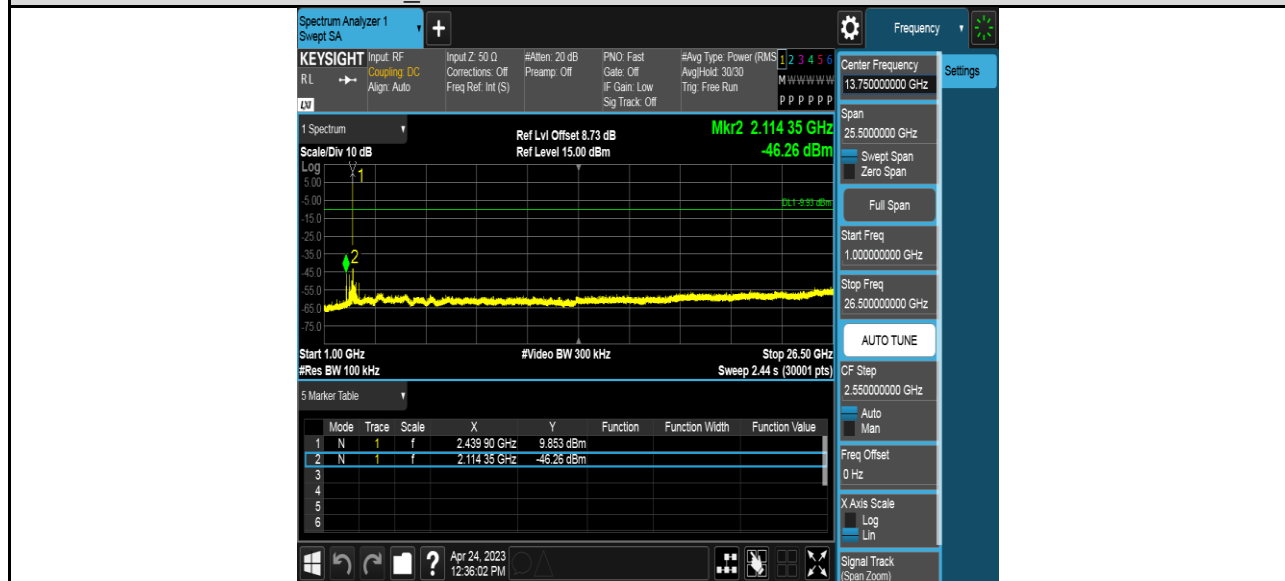 Spectrum Analyzer 1
Swept SA
+
Frequency
KEYSIGHT Input: RF Input Z: 50 Ω #Atten: 20 dB PNO: Fast #Avg Type: Power (RMS 1 2 3 4 5 6
RL Coupling: DC Corrections: Off Preamp: Off Gate: Off Avg|Hold: 30/30 M W W W W W
Align: Auto Freq Ref: Int (S) IF Gain: Low Trig: Free Run
LXI Sig Track: Off P P P P P P
1 Spectrum Ref Lvl Offset 8.73 dB Mkr2 2.114 35 GHz
Scale/Div 10 dB Ref Level 15.00 dBm -46.26 dBm
Log
1
5.00
-5.00
DL1 -9.93 dBm
-15.0
-25.0
-35.0
2
-45.0
-55.0
-65.0
-75.0
Start 1.00 GHz #Video BW 300 kHz Stop 26.50 GHz
#Res BW 100 kHz Sweep 2.44 s (30001 pts)
5 Marker Table
Mode Trace Scale X Y Function Function Width Function Value
1 N 1 f 2.439 90 GHz 9.853 dBm
2 N 1 f 2.114 35 GHz -46.26 dBm
3
4
5
6
?
Apr 24, 2023
12:36:02 PM
Center Frequency
13.750000000 GHz
Settings
Span
25.5000000 GHz
Swept Span
Zero Span
Full Span
Start Freq
1.000000000 GHz
Stop Freq
26.500000000 GHz
AUTO TUNE
CF Step
2.550000000 GHz
Auto
Man
Freq Offset
0 Hz
X Axis Scale
Log
Lin
Signal Track
(Span Zoom)